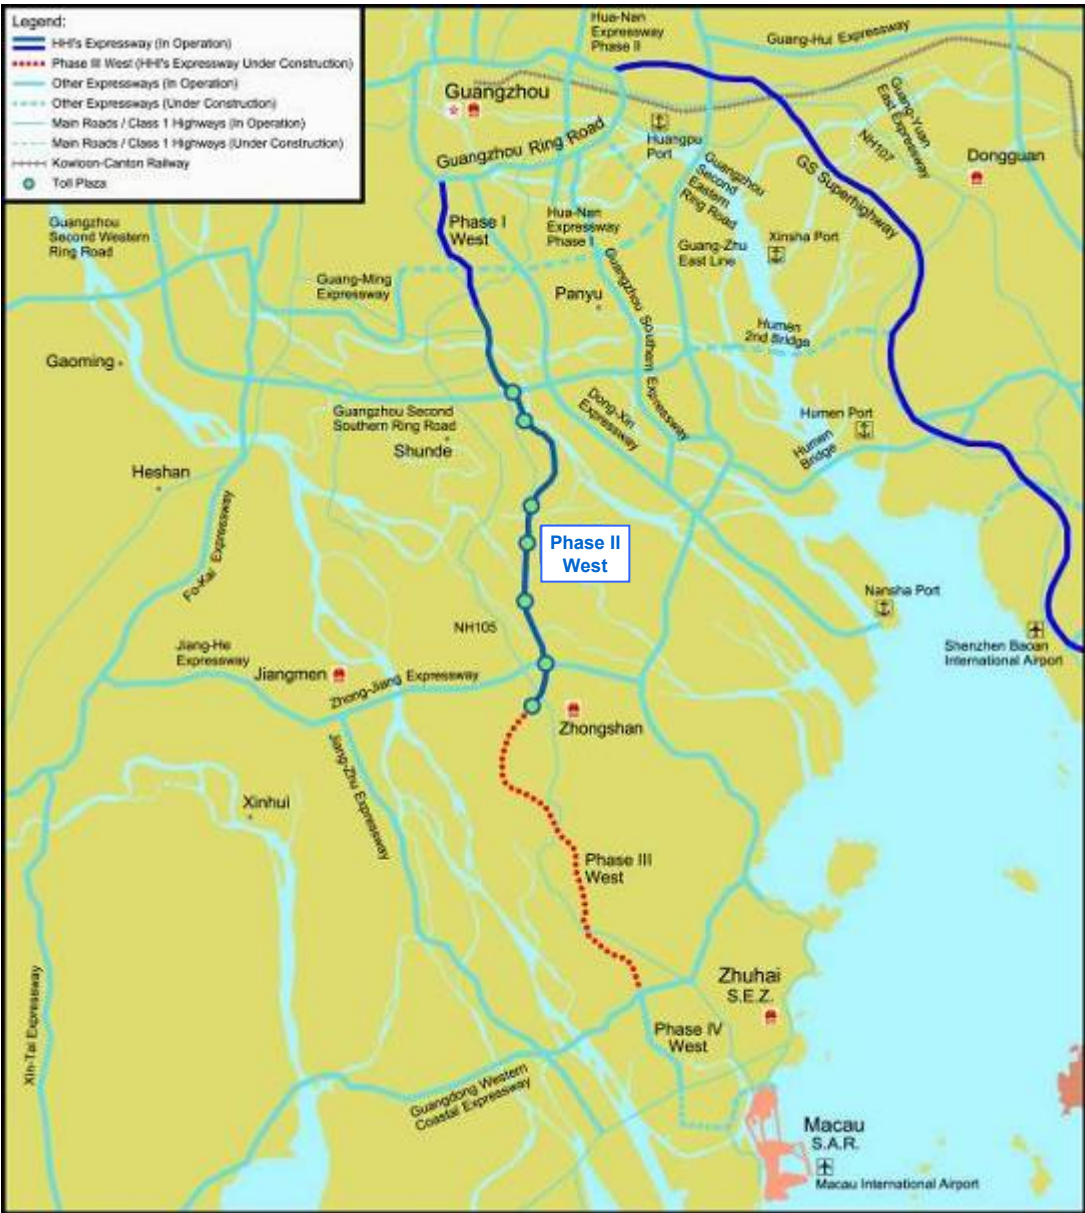 Legend:
HHI's Expressway (In Operation)
Phase III West (HHI's Expressway Under Construction)
Other Expressways (In Operation)
Other Expressways (Under Construction)
Main Roads / Class 1 Highways (In Operation)
Main Roads / Class 1 Highways (Under Construction)
Kowloon-Canton Railway
Toll Plaza
Hua-Nan
Expressway
Phase II
Guang-Hui Expressway
Guangzhou
Guangzhou Ring Road
Huangpu
Port
Guang-Yuan
East Expressway
NH107
Dongguan
GS Superhighway
Guangzhou
Second
Eastern
Ring Road
Guangzhou
Second Western
Ring Road
Phase I
West
Hua-Nan
Expressway
Phase I
Guang-Zhu
East Line
Xinsha Port
Guang-Ming
Expressway
Panyu
Guangzhou Southern Expressway
Humen
2nd Bridge
Gaoming
Guangzhou Second
Southern Ring Road
Shunde
Dong-Xin
Expressway
Humen Port
Humen
Bridge
Heshan
Fo-Kai Expressway
Phase II
West
Nansha Port
NH105
Shenzhen Baoan
International Airport
Jiang-He
Expressway
Jiangmen
Zhong-Jiang Expressway
Zhongshan
Jiang-Zhu Expressway
Xinhui
Phase III
West
Xin-Tai Expressway
Zhuhai
S.E.Z.
Phase IV
West
Guangdong Western
Coastal Expressway
Macau
S.A.R.
Macau International Airport